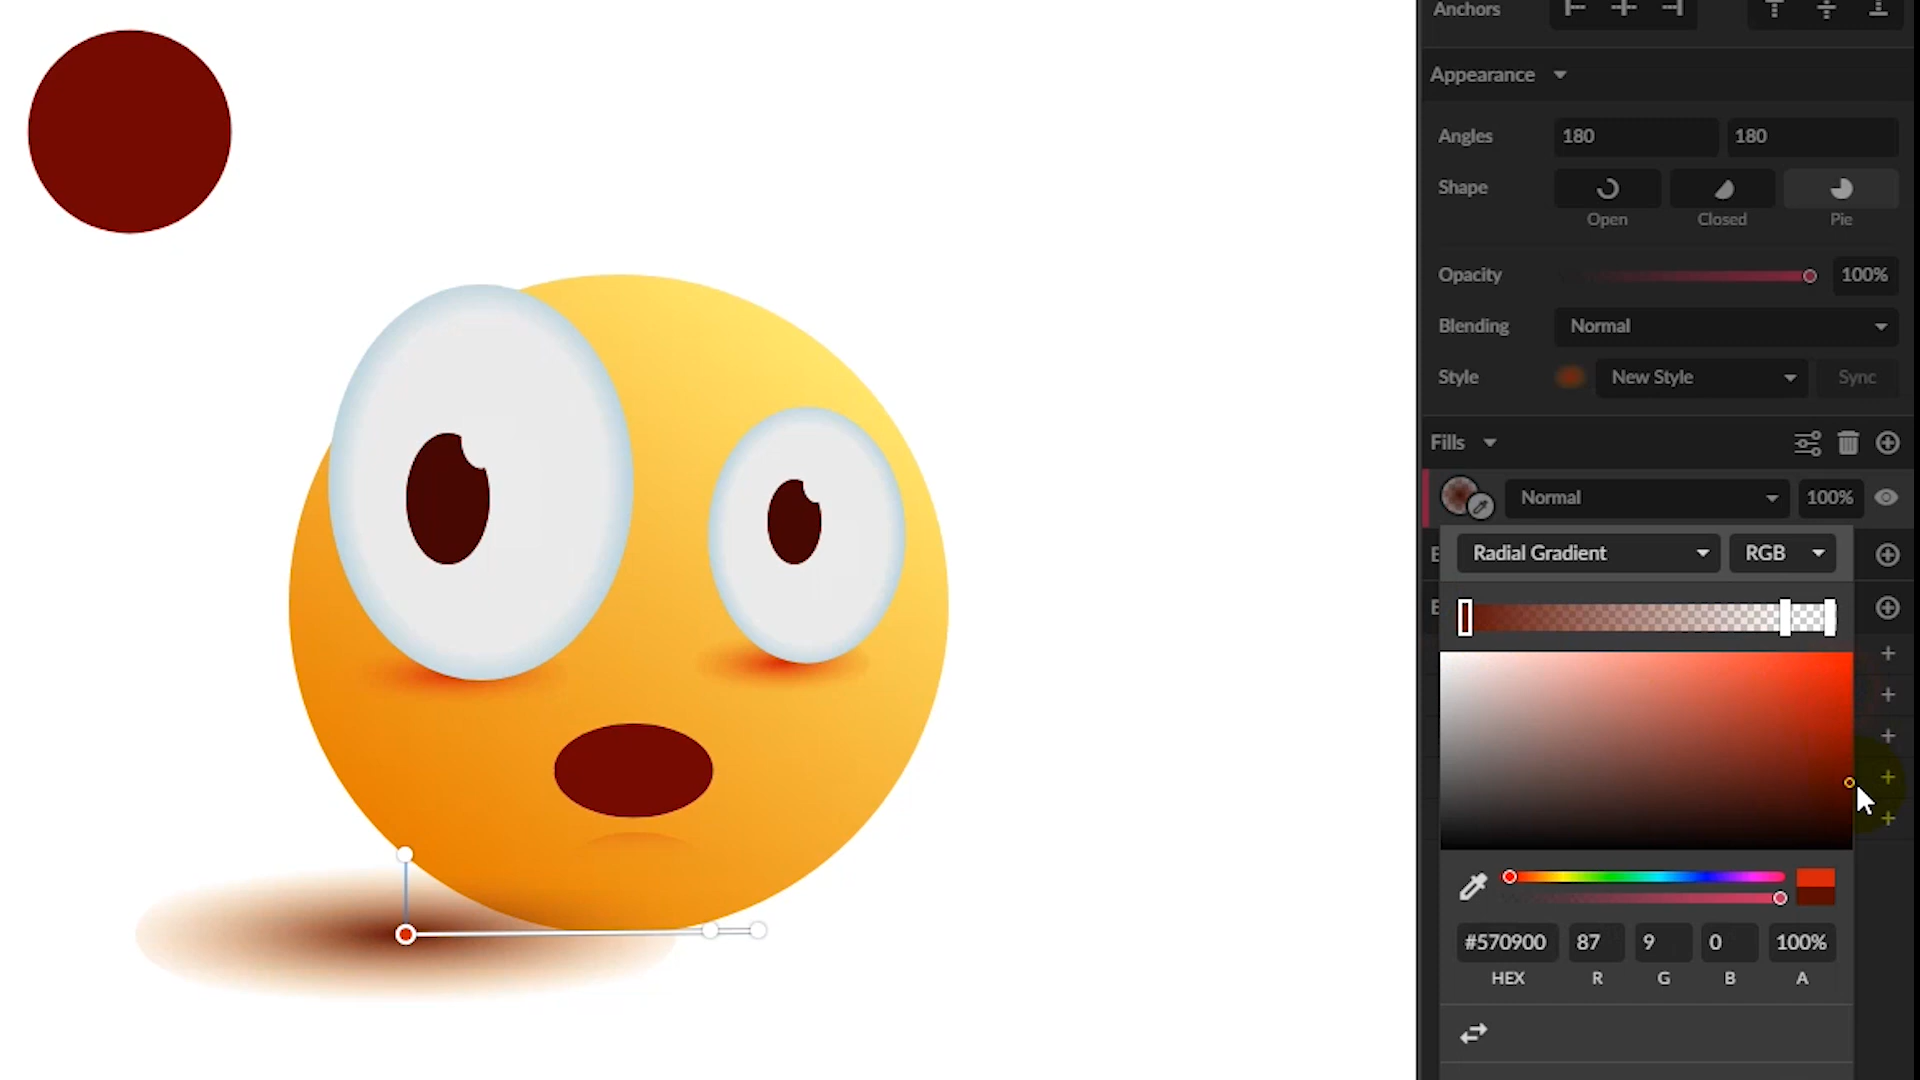 Anchors
Appearance
Angles 180 180
Shape
Open Closed Pie
Opacity 100%
Blending Normal
Style New Style Sync
Fills
Normal 100%
Radial Gradient RGB
#570900 87 9 0 100%
HEX R G B A